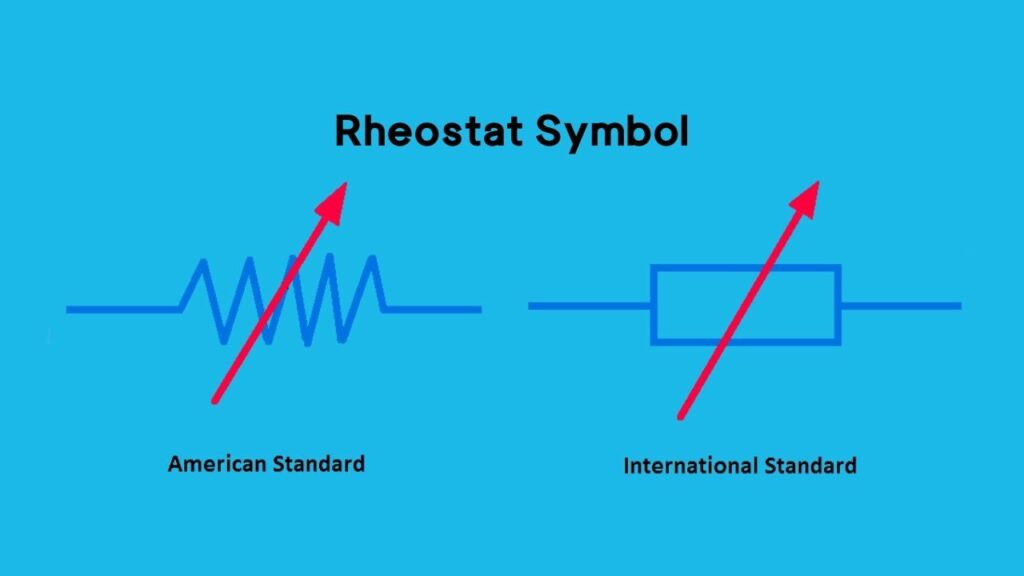 Rheostat Symbol
American Standard
International Standard